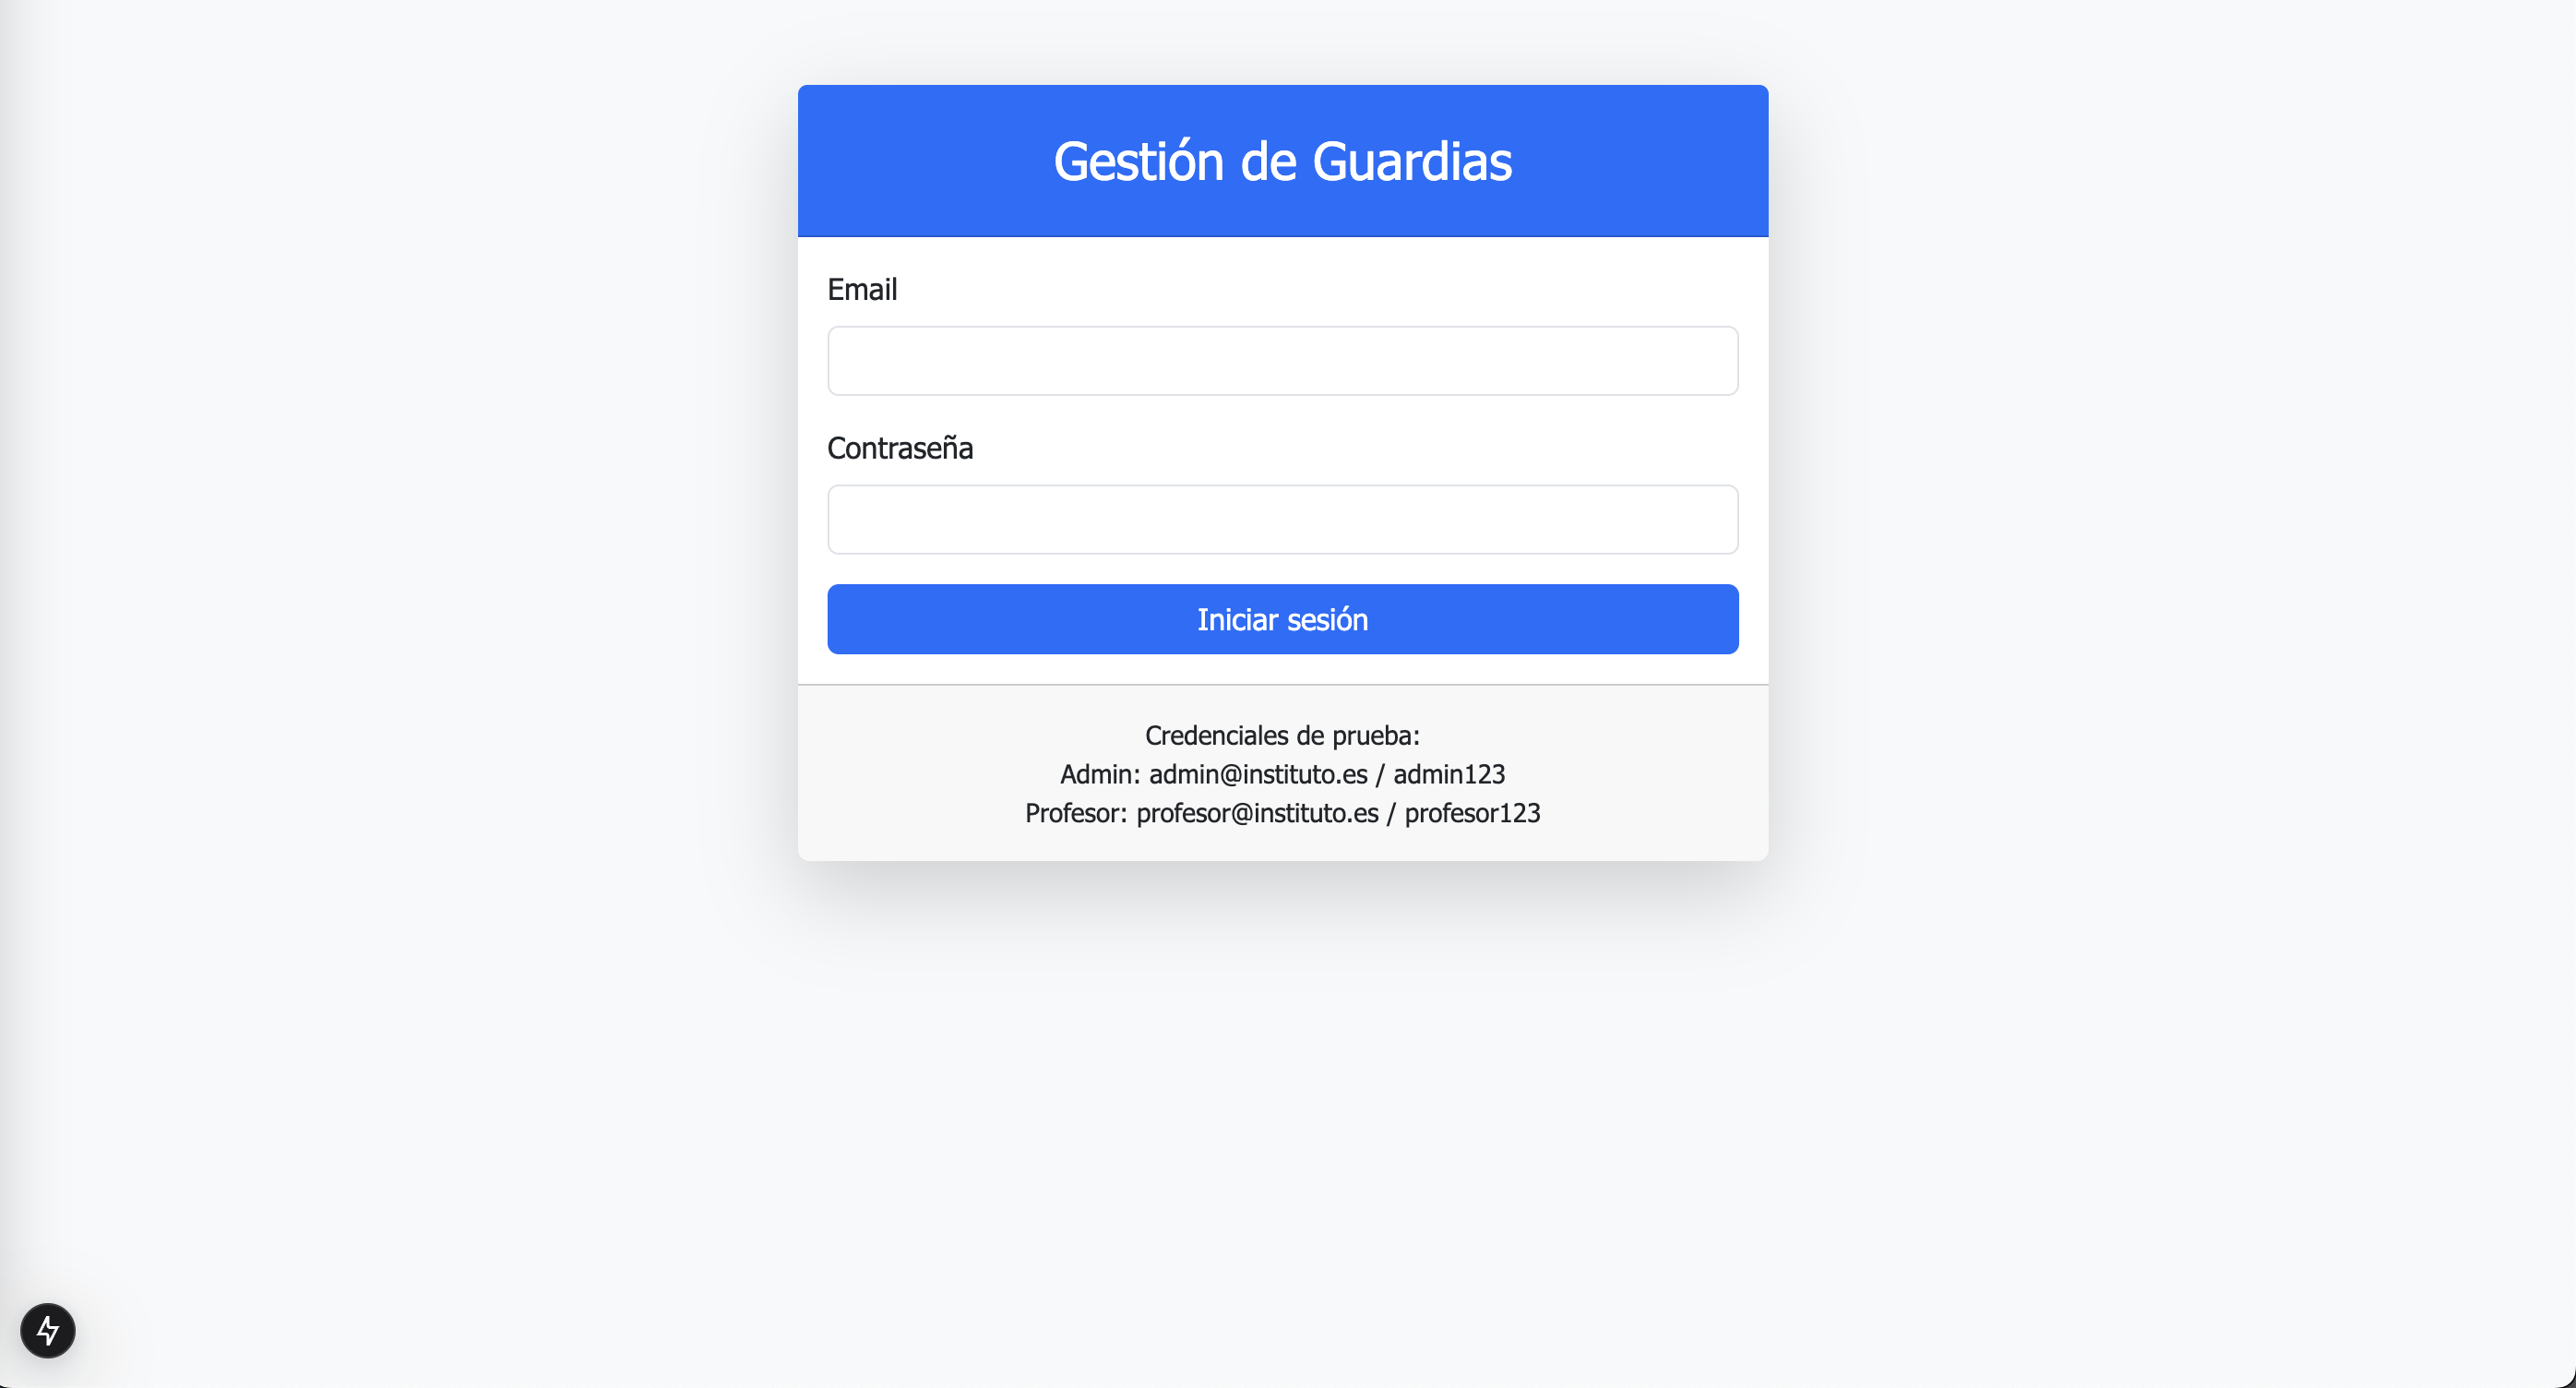 Gestión de Guardias
Email
Contraseña
Iniciar sesión
Credenciales de prueba:
Admin: admin@instituto.es / admin123
Profesor: profesor@instituto.es / profesor123